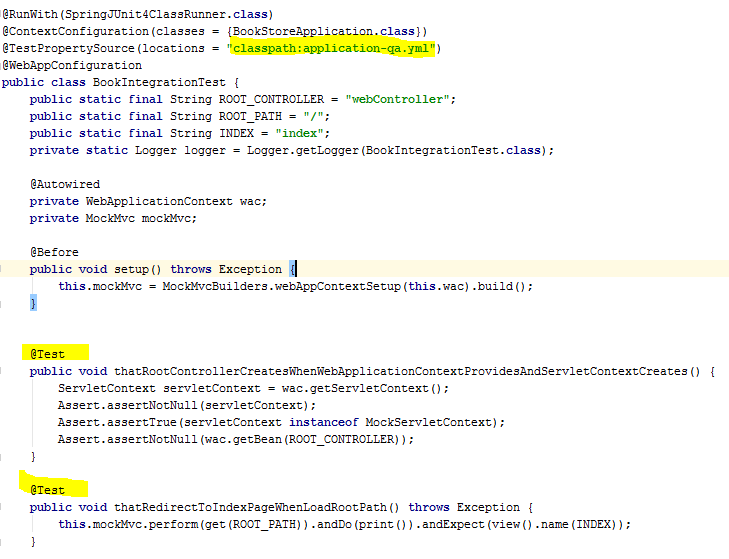 @RunWith(SpringJUnit4ClassRunner.class)
@ContextConfiguration(classes = {BookStoreApplication.class})
@TestPropertySource(locations = "classpath:application-qa.yml")
@WebAppConfiguration
public class BookIntegrationTest {
    public static final String ROOT_CONTROLLER = "webController";
    public static final String ROOT_PATH = "/";
    public static final String INDEX = "index";
    private static Logger logger = Logger.getLogger(BookIntegrationTest.class);
    @Autowired
    private WebApplicationContext wac;
    private MockMvc mockMvc;
    @Before
    public void setup() throws Exception {
        this.mockMvc = MockMvcBuilders.webAppContextSetup(this.wac).build();
    }
    @Test
    public void thatRootControllerCreatesWhenWebApplicationContextProvidesAndServletContextCreates() {
        ServletContext servletContext = wac.getServletContext();
        Assert.assertNotNull(servletContext);
        Assert.assertTrue(servletContext instanceof MockServletContext);
        Assert.assertNotNull(wac.getBean(ROOT_CONTROLLER));
    }
    @Test
    public void thatRedirectToIndexPageWhenLoadRootPath() throws Exception {
        this.mockMvc.perform(get(ROOT_PATH)).andDo(print()).andExpect(view().name(INDEX));
    }